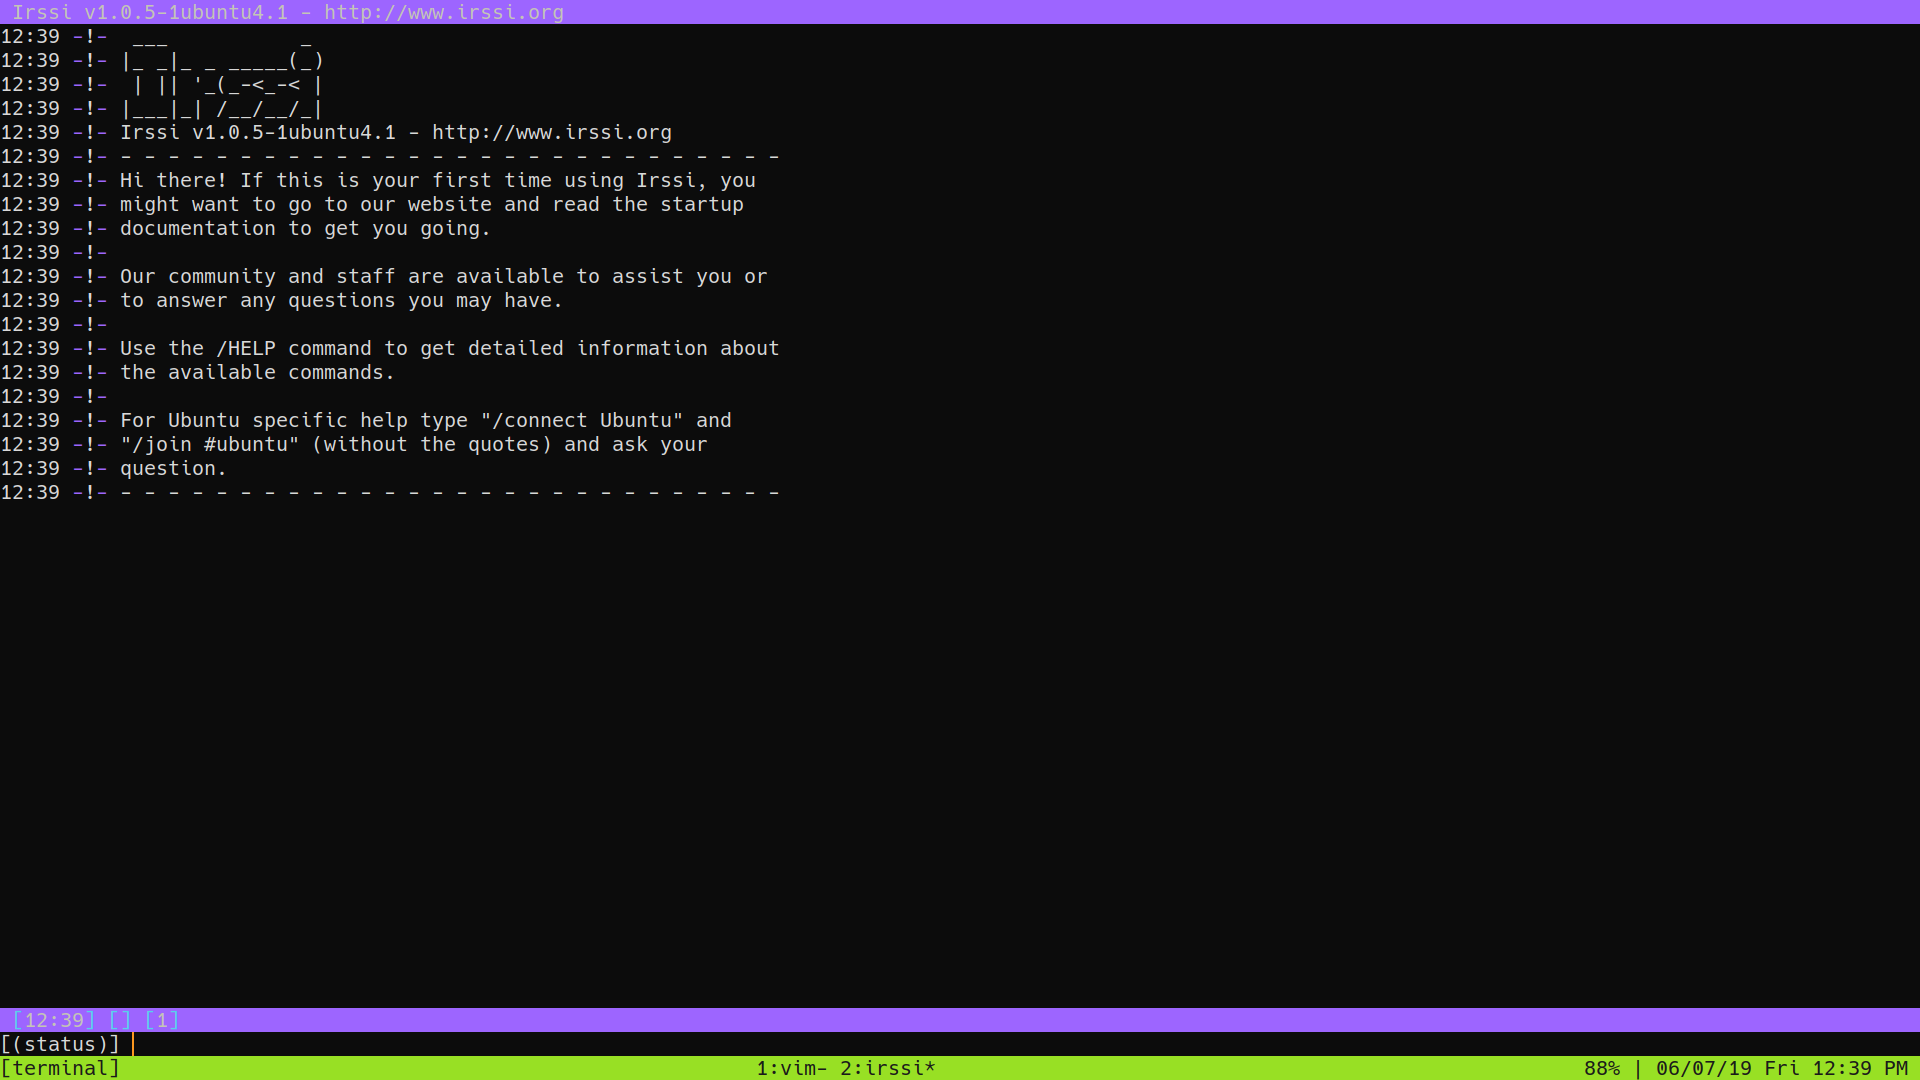 Irssi v1.0.5-1ubuntu4.1 - http://www.irssi.org
12:39 -!-  ___           _
12:39 -!- |_ _|_ _ _____(_)
12:39 -!-  | || '_(_-<_-< |
12:39 -!- |___|_| /__/__/_|
12:39 -!- Irssi v1.0.5-1ubuntu4.1 - http://www.irssi.org
12:39 -!- - - - - - - - - - - - - - - - - - - - - - - - - - - - -
12:39 -!- Hi there! If this is your first time using Irssi, you
12:39 -!- might want to go to our website and read the startup
12:39 -!- documentation to get you going.
12:39 -!-
12:39 -!- Our community and staff are available to assist you or
12:39 -!- to answer any questions you may have.
12:39 -!-
12:39 -!- Use the /HELP command to get detailed information about
12:39 -!- the available commands.
12:39 -!-
12:39 -!- For Ubuntu specific help type "/connect Ubuntu" and
12:39 -!- "/join #ubuntu" (without the quotes) and ask your
12:39 -!- question.
12:39 -!- - - - - - - - - - - - - - - - - - - - - - - - - - - - -
[12:39] [] [1]
[(status)]
[terminal] 1:vim- 2:irssi* 88% | 06/07/19 Fri 12:39 PM